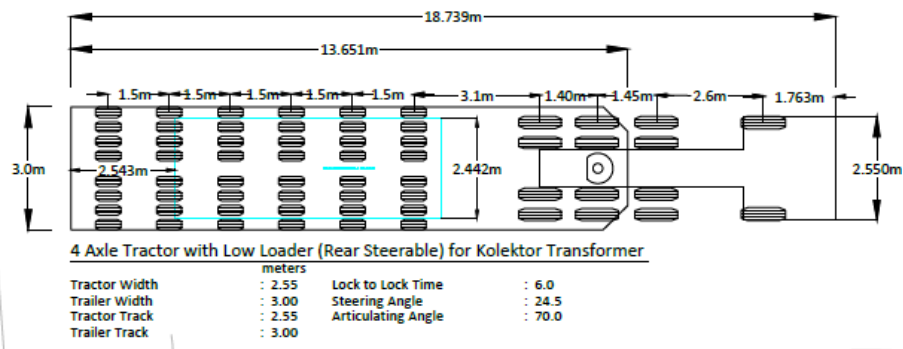 18.739m
13.651m
1.5m 1.5m 1.5m 1.5m 1.5m 3.1m 1.40m 1.45m 2.6m 1.763m
3.0m 2.543m 2.442m 2.550m
4 Axle Tractor with Low Loader (Rear Steerable) for Kolektor Transformer
meters
Tractor Width : 2.55 Lock to Lock Time : 6.0
Trailer Width : 3.00 Steering Angle : 24.5
Tractor Track : 2.55 Articulating Angle : 70.0
Trailer Track : 3.00